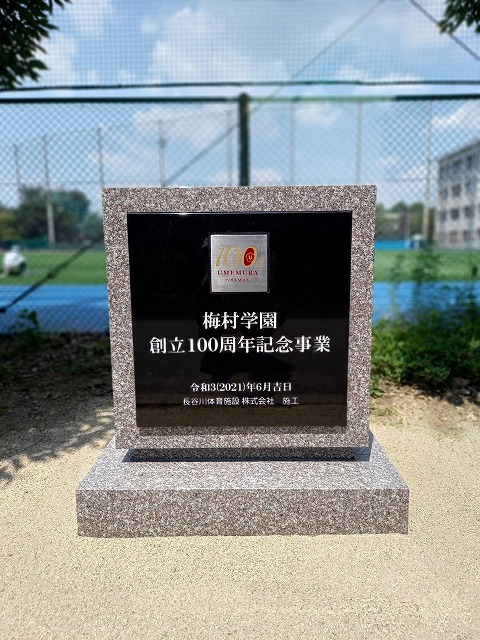 100
UMEMURA
梅村学園
創立100周年記念事業
令和3(2021)年6月吉日
長谷川体育施設 株式会社 施工